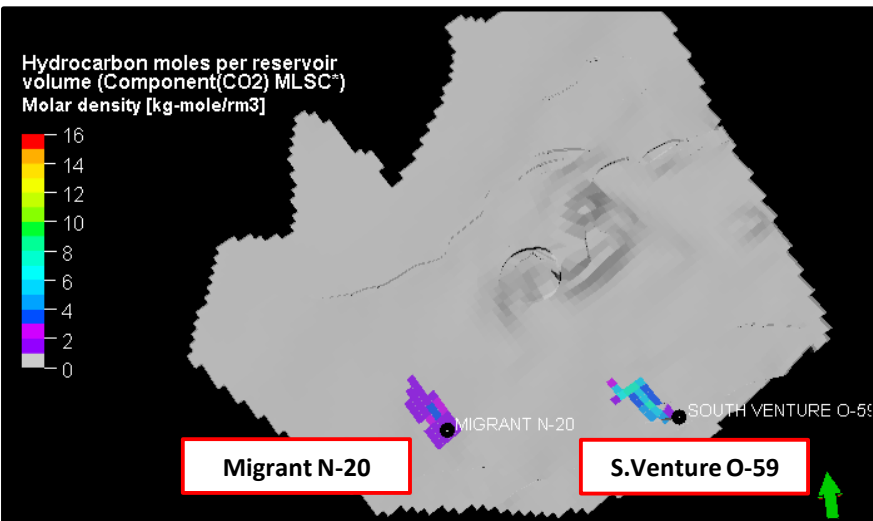 Hydrocarbon moles per reservoir
volume (Component(CO2) MLSC*)
Molar density [kg-mole/rm3]
16
14
12
10
8
6
4
2
0
MIGRANT N-20
SOUTH VENTURE O-59
Migrant N-20
S.Venture O-59